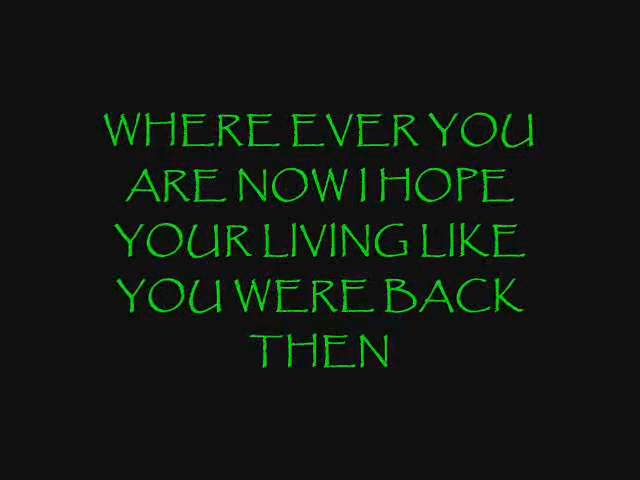 WHERE EVER YOU
ARE NOW I HOPE
YOUR LIVING LIKE
YOU WERE BACK
THEN